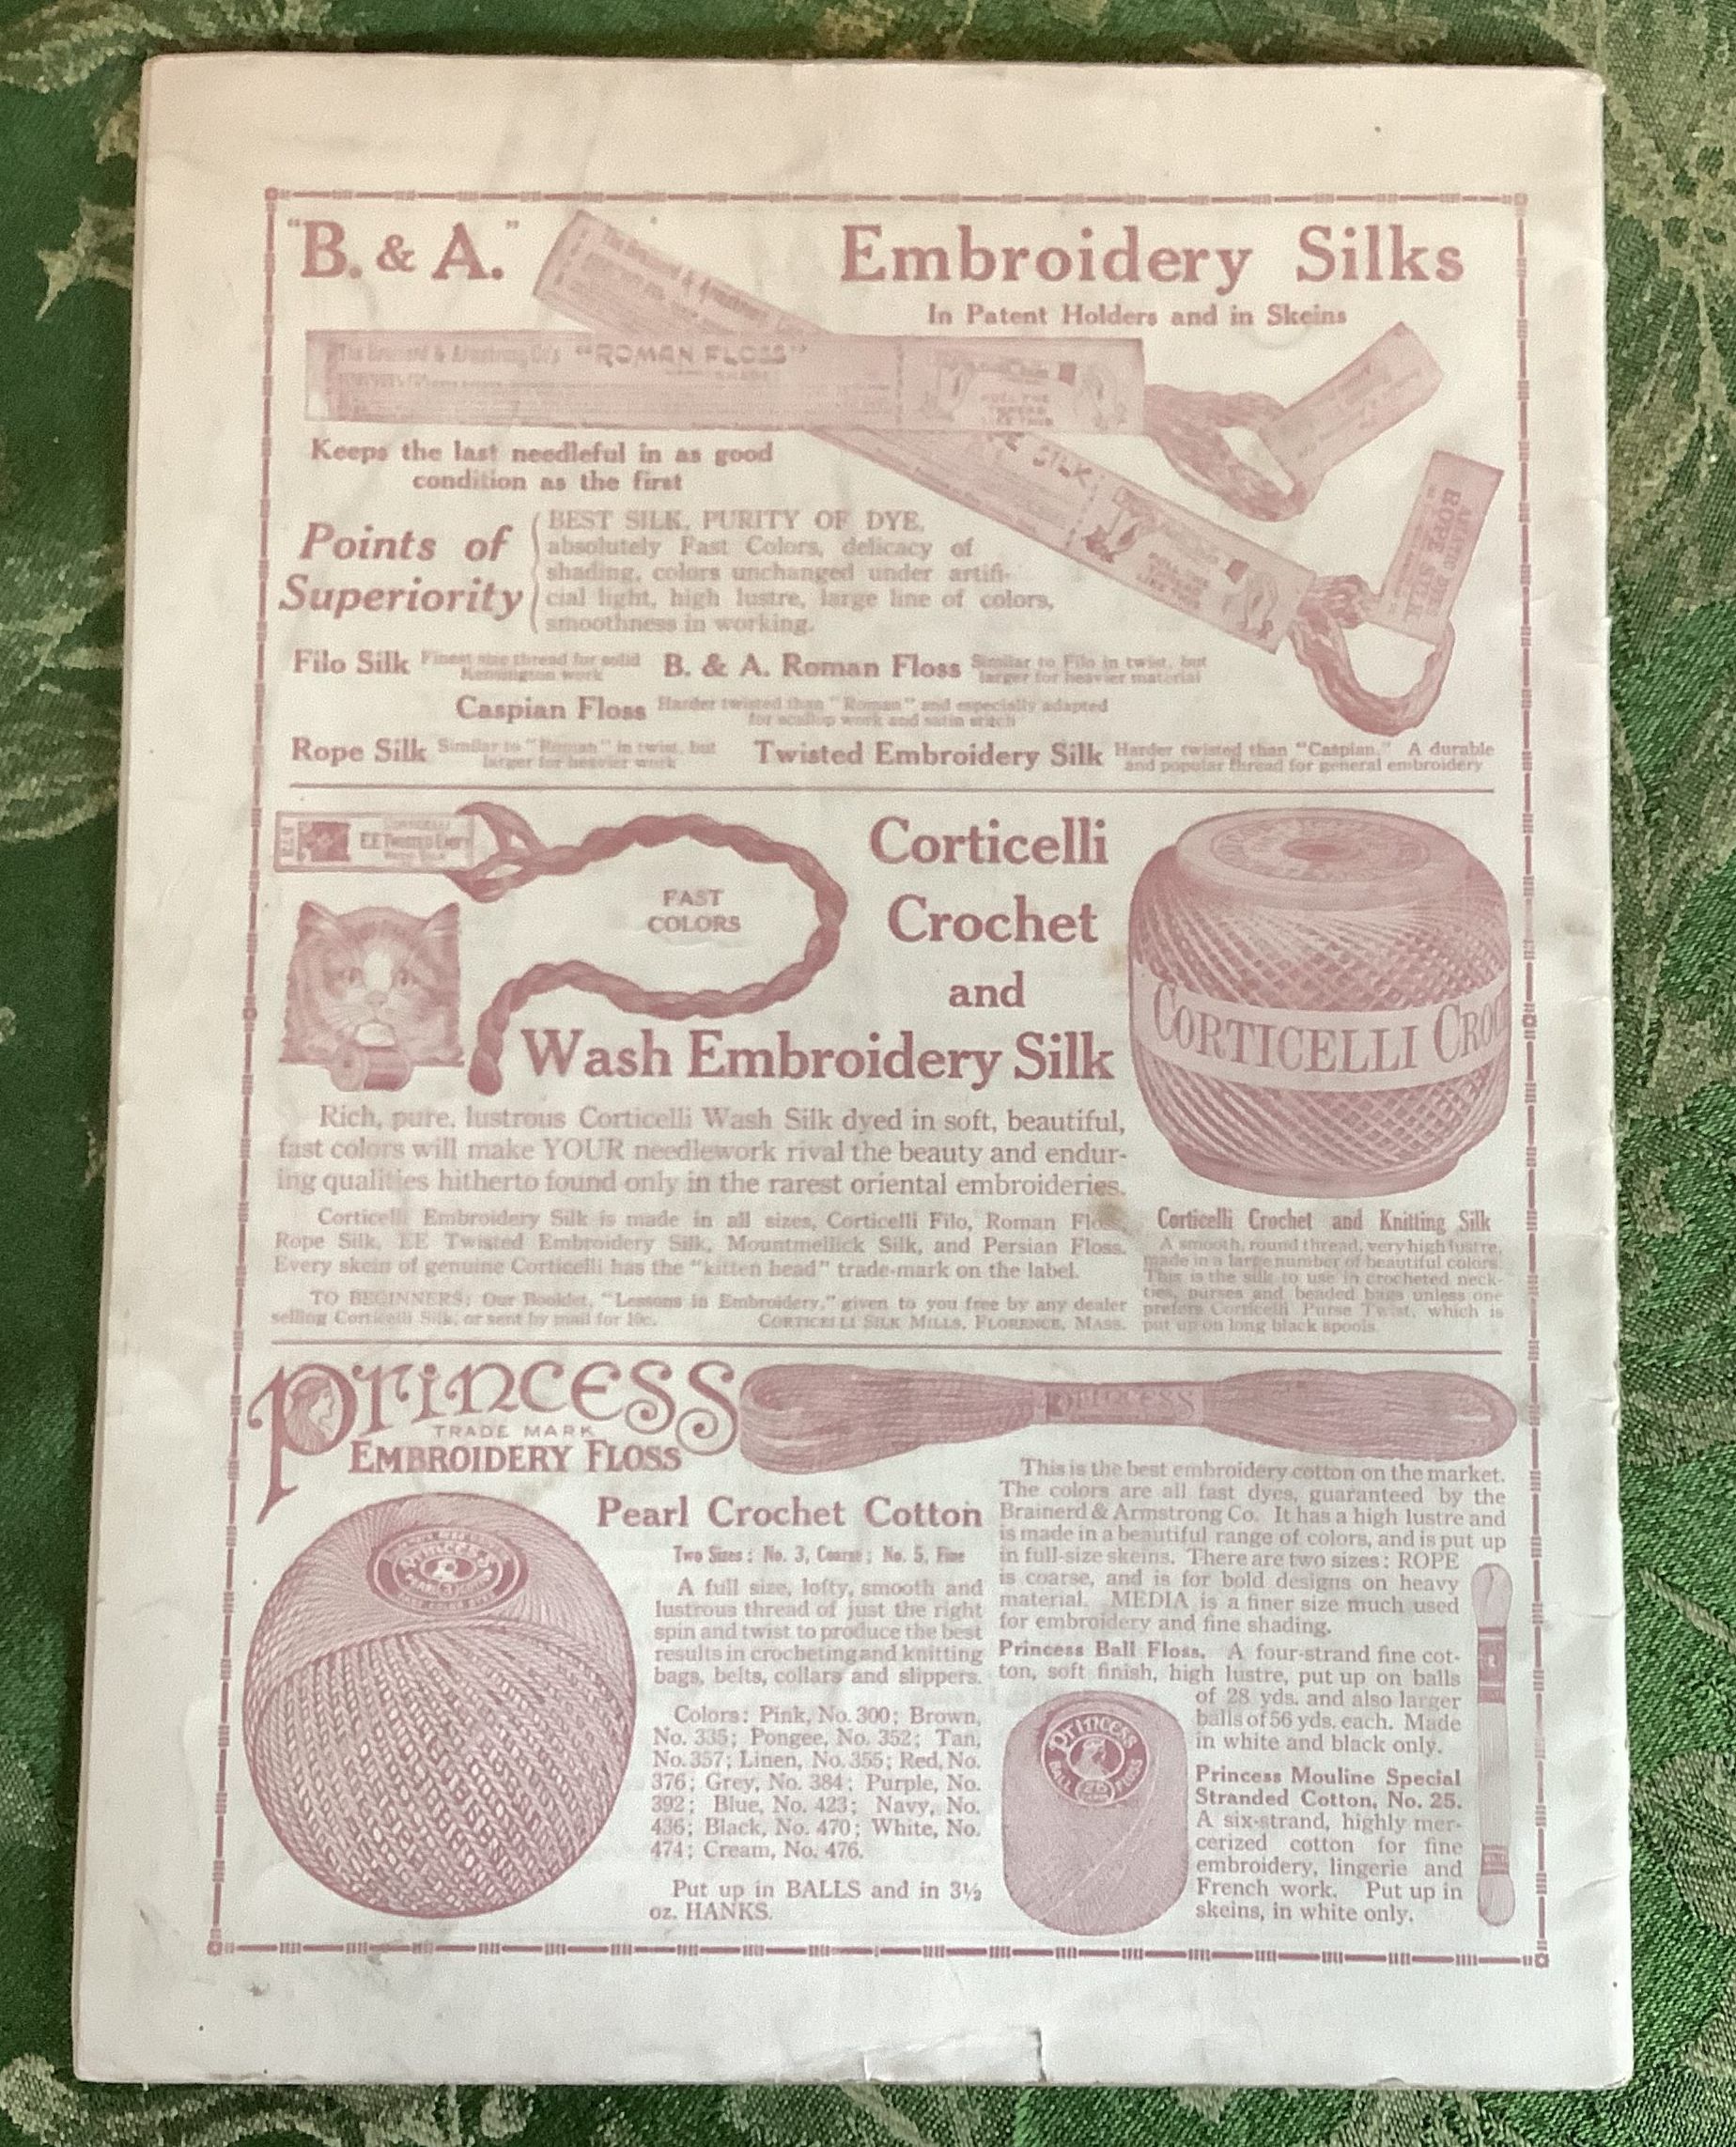 "B. & A."
Embroidery Silks
In Patent Holders and in Skeins
The Brainerd & Armstrong Co's "ROMAN FLOSS"
Keeps the last needleful in as good
condition as the first
SILK
ROPE SILK
Points of
Superiority
BEST SILK, PURITY OF DYE,
absolutely Fast Colors, delicacy of
shading, colors unchanged under artifi-
cial light, high lustre, large line of colors,
smoothness in working.
Filo Silk Finest size thread for solid
Kensington work
B. & A. Roman Floss Similar to Filo in twist, but
larger for heavier material
Caspian Floss Harder twisted than "Roman" and especially adapted
for scallop work and satin stitch
Rope Silk Similar to "Roman" in twist, but
larger for heavier work
Twisted Embroidery Silk Harder twisted than "Caspian." A durable
and popular thread for general embroidery
CORTICELLI
EE TWISTED EMB'Y
FAST
COLORS
Corticelli
Crochet
and
Wash Embroidery Silk
CORTICELLI CRO
Rich, pure, lustrous Corticelli Wash Silk dyed in soft, beautiful,
fast colors will make YOUR needlework rival the beauty and endur-
ing qualities hitherto found only in the rarest oriental embroideries.
Corticelli Embroidery Silk is made in all sizes, Corticelli Filo, Roman Floss,
Rope Silk, EE Twisted Embroidery Silk, Mountmellick Silk, and Persian Floss.
Every skein of genuine Corticelli has the "kitten head" trade-mark on the label.
TO BEGINNERS: Our Booklet, "Lessons in Embroidery," given to you free by any dealer
selling Corticelli Silk, or sent by mail for 10c. CORTICELLI SILK MILLS, FLORENCE, MASS.
Corticelli Crochet and Knitting Silk
A smooth, round thread, very high lustre,
made in a large number of beautiful colors.
This is the silk to use in crocheted neck-
ties, purses and beaded bags unless one
prefers Corticelli Purse Twist, which is
put up on long black spools.
Princess
TRADE MARK
EMBROIDERY FLOSS
Princess
Pearl Crochet Cotton
Two Sizes: No. 3, Coarse; No. 5, Fine
A full size, lofty, smooth and
lustrous thread of just the right
spin and twist to produce the best
results in crocheting and knitting
bags, belts, collars and slippers.
Colors: Pink, No. 300; Brown,
No. 335; Pongee, No. 352; Tan,
No. 357; Linen, No. 355; Red, No.
376; Grey, No. 384; Purple, No.
392; Blue, No. 423; Navy, No.
436; Black, No. 470; White, No.
474; Cream, No. 476.
Put up in BALLS and in 3½
oz. HANKS.
PRINCESS
This is the best embroidery cotton on the market.
The colors are all fast dyes, guaranteed by the
Brainerd & Armstrong Co. It has a high lustre and
is made in a beautiful range of colors, and is put up
in full-size skeins. There are two sizes: ROPE
is coarse, and is for bold designs on heavy
material. MEDIA is a finer size much used
for embroidery and fine shading.
Princess Ball Floss. A four-strand fine cot-
ton, soft finish, high lustre, put up on balls
of 28 yds. and also larger
balls of 56 yds. each. Made
in white and black only.
Princess
BALL FLOSS
Princess Mouline Special
Stranded Cotton, No. 25.
A six-strand, highly mer-
cerized cotton for fine
embroidery, lingerie and
French work. Put up in
skeins, in white only.